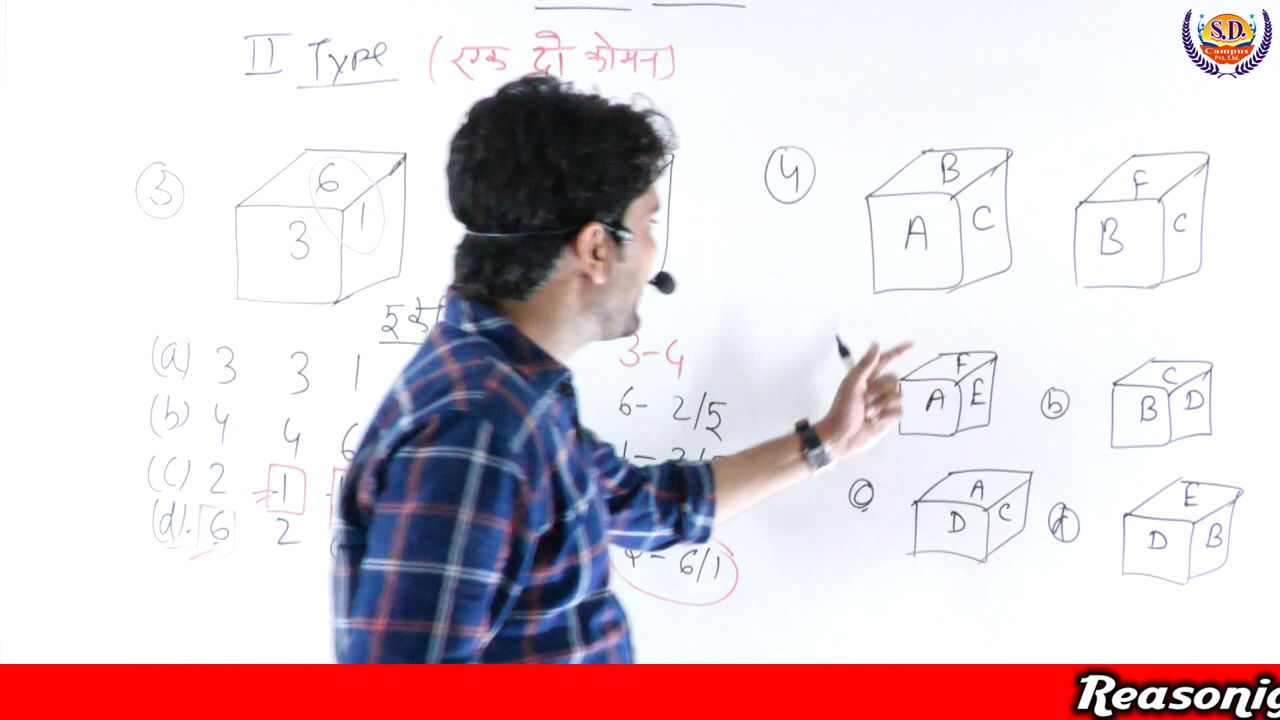 II Type (एक दो कोमन)
S.D.
Campus
Pvt. Ltd.
3
6
3
1
4
B
A
C
F
B
C
(a) 3 3 1
(b) 4 4 6
(c) 2 1
(d). 6 2
3-4
6- 2/5
4- 6/1
F
A
E
b
C
B
D
c
A
D
C
d
E
D
B
Reasonig